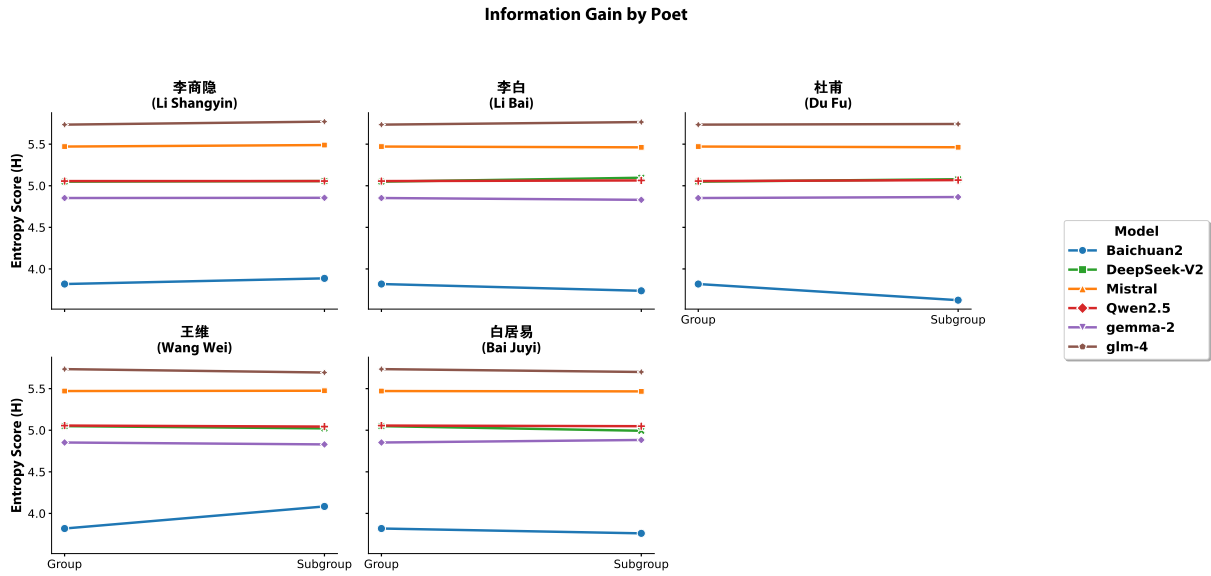 Information Gain by Poet
李商隐
(Li Shangyin)
李白
(Li Bai)
杜甫
(Du Fu)
Entropy Score (H)
5.5
5.0
4.5
4.0
Group
Subgroup
Model
Baichuan2
DeepSeek-V2
Mistral
Qwen2.5
gemma-2
glm-4
王维
(Wang Wei)
白居易
(Bai Juyi)
Entropy Score (H)
5.5
5.0
4.5
4.0
Group
Subgroup
Group
Subgroup